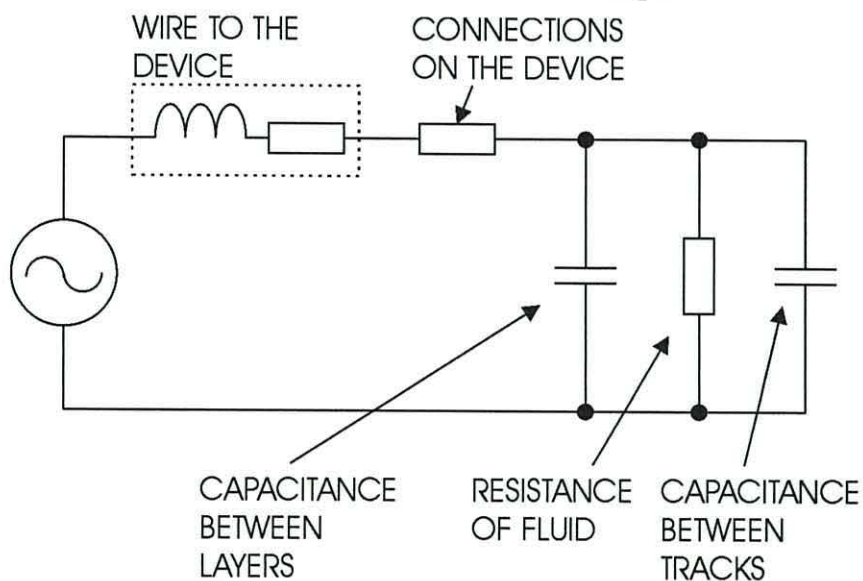 WIRE TO THE
DEVICE
CONNECTIONS
ON THE DEVICE
CAPACITANCE
BETWEEN
LAYERS
RESISTANCE
OF FLUID
CAPACITANCE
BETWEEN
TRACKS